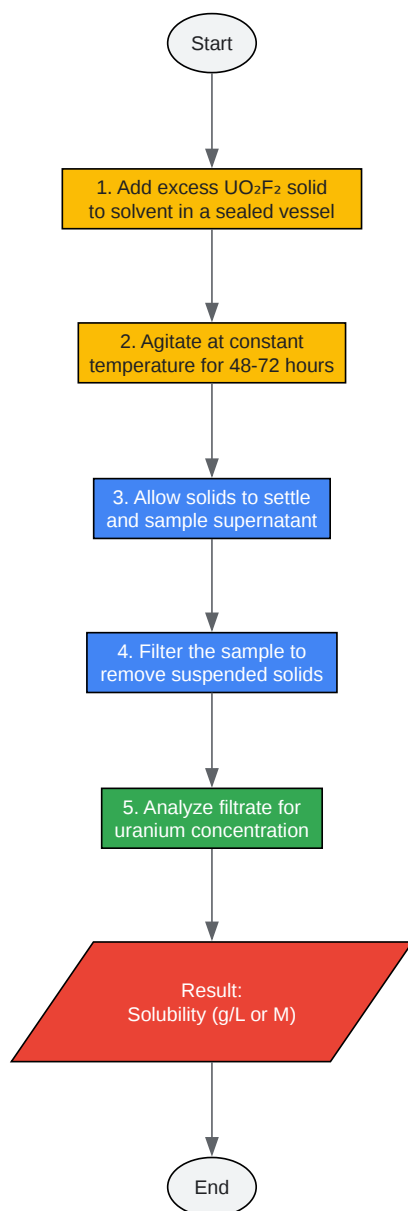 Start
1. Add excess UO₂F₂ solid
to solvent in a sealed vessel
2. Agitate at constant
temperature for 48-72 hours
3. Allow solids to settle
and sample supernatant
4. Filter the sample to
remove suspended solids
5. Analyze filtrate for
uranium concentration
Result:
Solubility (g/L or M)
End